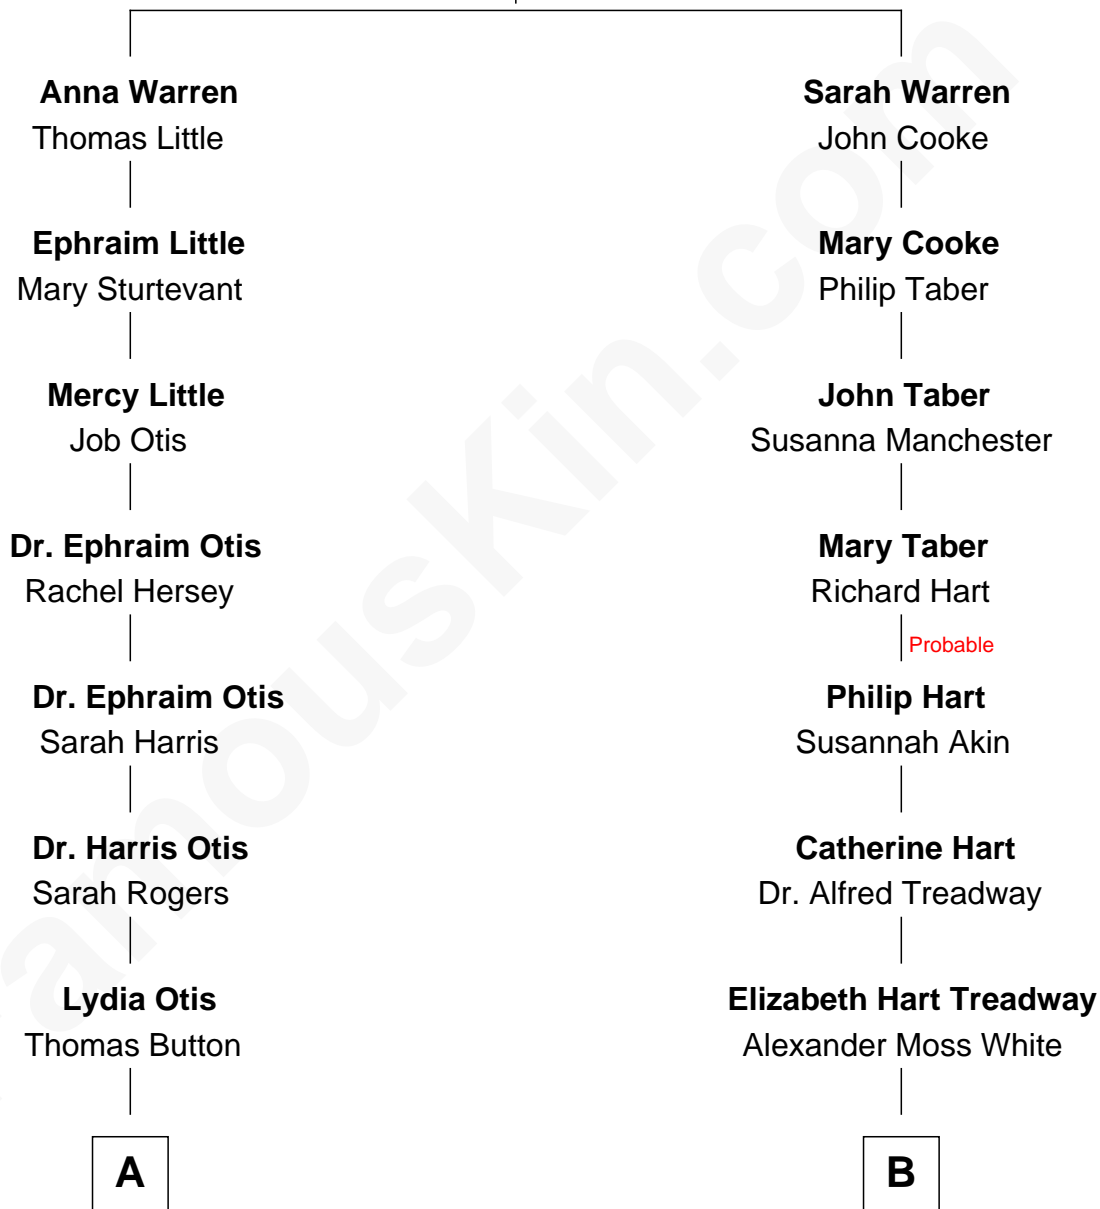 Anna Warren
Thomas Little
Sarah Warren
John Cooke
Ephraim Little
Mary Sturtevant
Mary Cooke
Philip Taber
Mercy Little
Job Otis
John Taber
Susanna Manchester
Dr. Ephraim Otis
Rachel Hersey
Mary Taber
Richard Hart
Probable
Dr. Ephraim Otis
Sarah Harris
Philip Hart
Susannah Akin
Dr. Harris Otis
Sarah Rogers
Catherine Hart
Dr. Alfred Treadway
Lydia Otis
Thomas Button
Elizabeth Hart Treadway
Alexander Moss White
A
B
amouskin.com